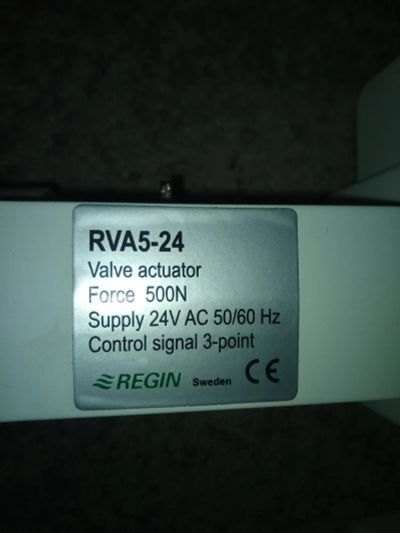 RVA5-24
Valve actuator
Force 500N
Supply 24V AC 50/60 Hz
Control signal 3-point
REGIN Sweden CE